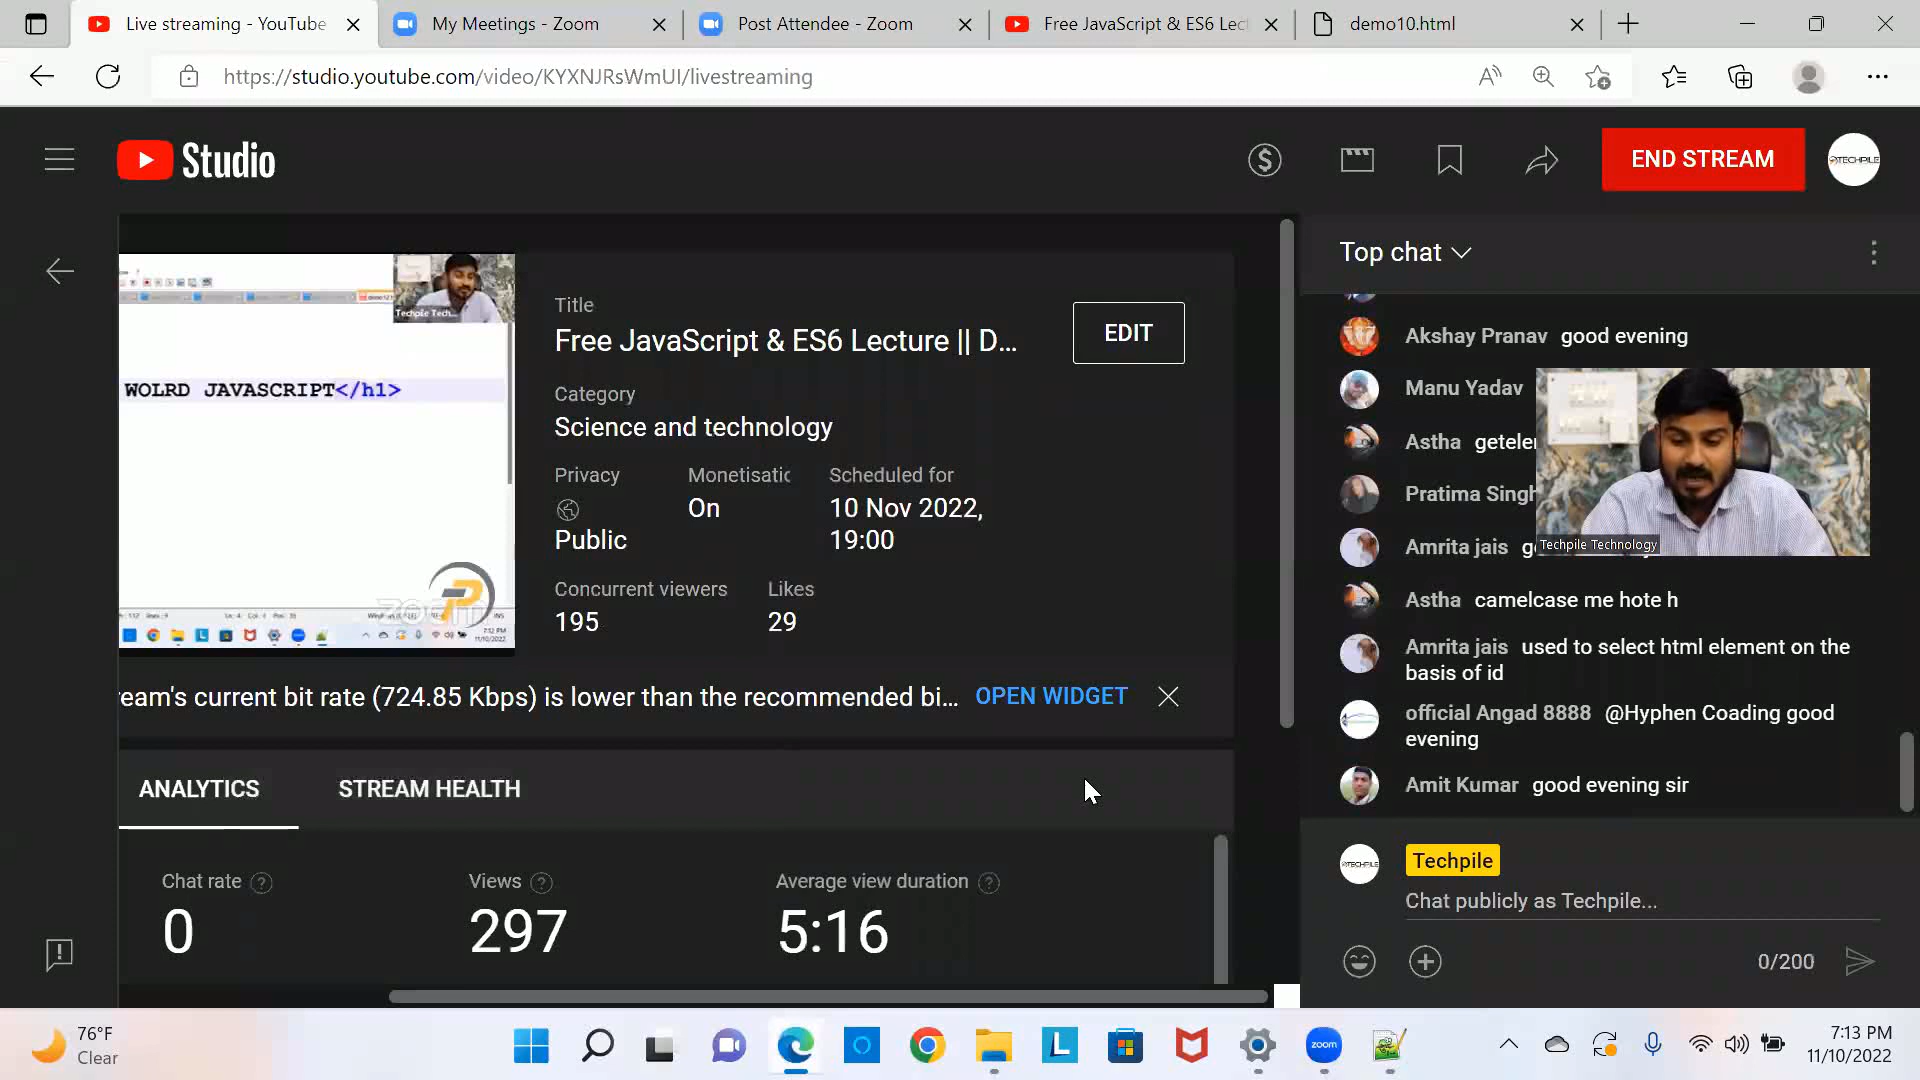 Live streaming - YouTube
My Meetings - Zoom
Post Attendee - Zoom
Free JavaScript & ES6 Lect
demo10.html
https://studio.youtube.com/video/KYXNJRsWmUI/livestreaming
Studio
END STREAM
Top chat
Techpile Tech...
WOLRD JAVASCRIPT</h1>
zoom
Title
Free JavaScript & ES6 Lecture || D...
EDIT
Category
Science and technology
Privacy
Public
Monetisatic
On
Scheduled for
10 Nov 2022,
19:00
Concurrent viewers
195
Likes
29
ream's current bit rate (724.85 Kbps) is lower than the recommended bi...
OPEN WIDGET
ANALYTICS
STREAM HEALTH
Chat rate
0
Views
297
Average view duration
5:16
Akshay Pranav good evening
Manu Yadav
Astha
Pratima Singh
Amrita jais
Techpile Technology
Astha camelcase me hote h
Amrita jais used to select html element on the
basis of id
official Angad 8888 @Hyphen Coading good
evening
Amit Kumar good evening sir
Techpile
Chat publicly as Techpile...
0/200
76°F
Clear
zoom
7:13 PM
11/10/2022